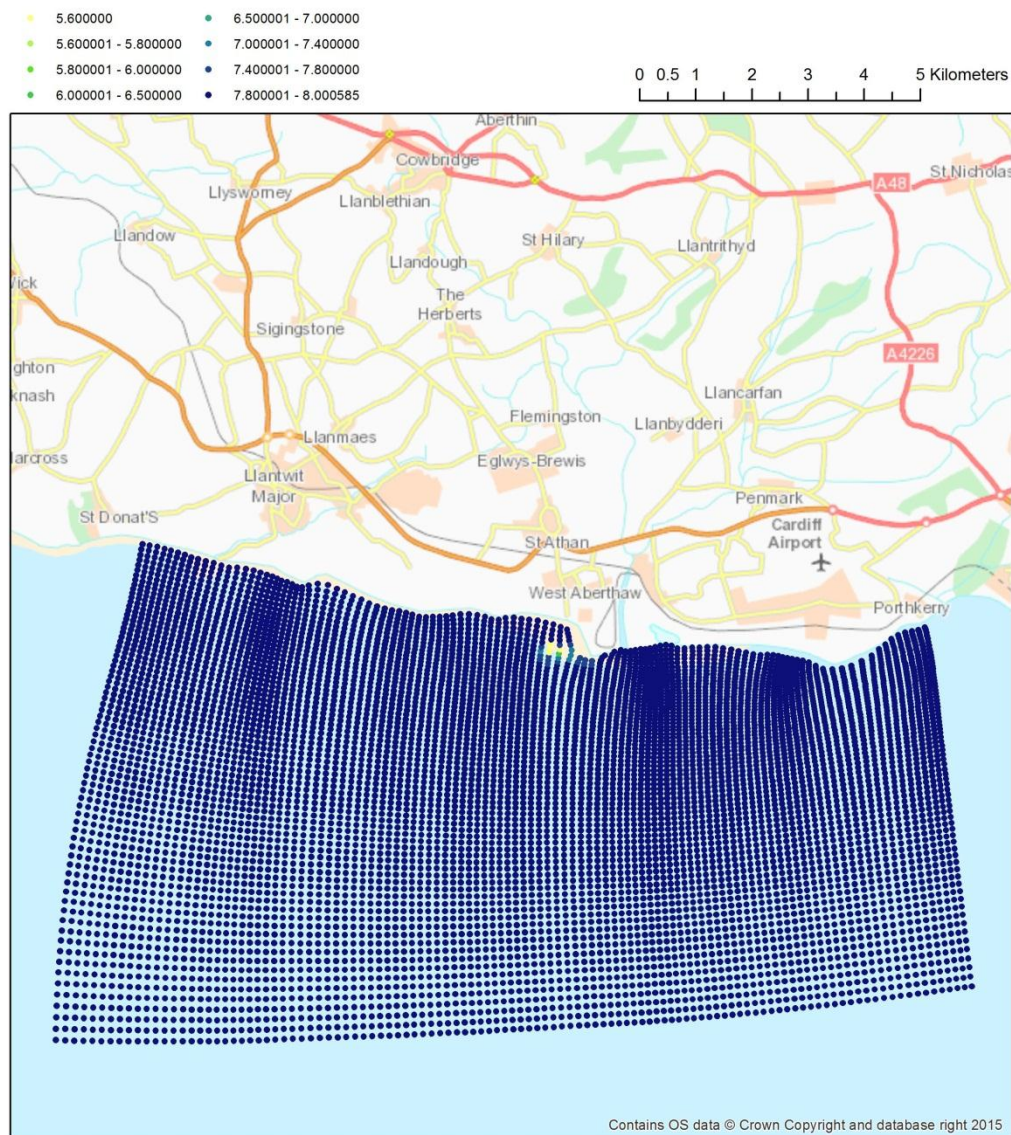 5.600000
5.600001 - 5.800000
5.800001 - 6.000000
6.000001 - 6.500000
6.500001 - 7.000000
7.000001 - 7.400000
7.400001 - 7.800000
7.800001 - 8.000585
0 0.5 1 2 3 4 5 Kilometers
Aberthin
Cowbridge
St Nicholas
A48
Llysworney
Llanblethian
Llandow
St Hilary
Llantrithyd
Llandough
The
Herberts
Sigingstone
A4226
Llancarfan
Flemingston
Llanbydderi
Llanmaes
Eglwys-Brewis
Llantwit
Major
Penmark
St Donat'S
Cardiff
Airport
St Athan
West Aberthaw
Porthkerry
Contains OS data © Crown Copyright and database right 2015